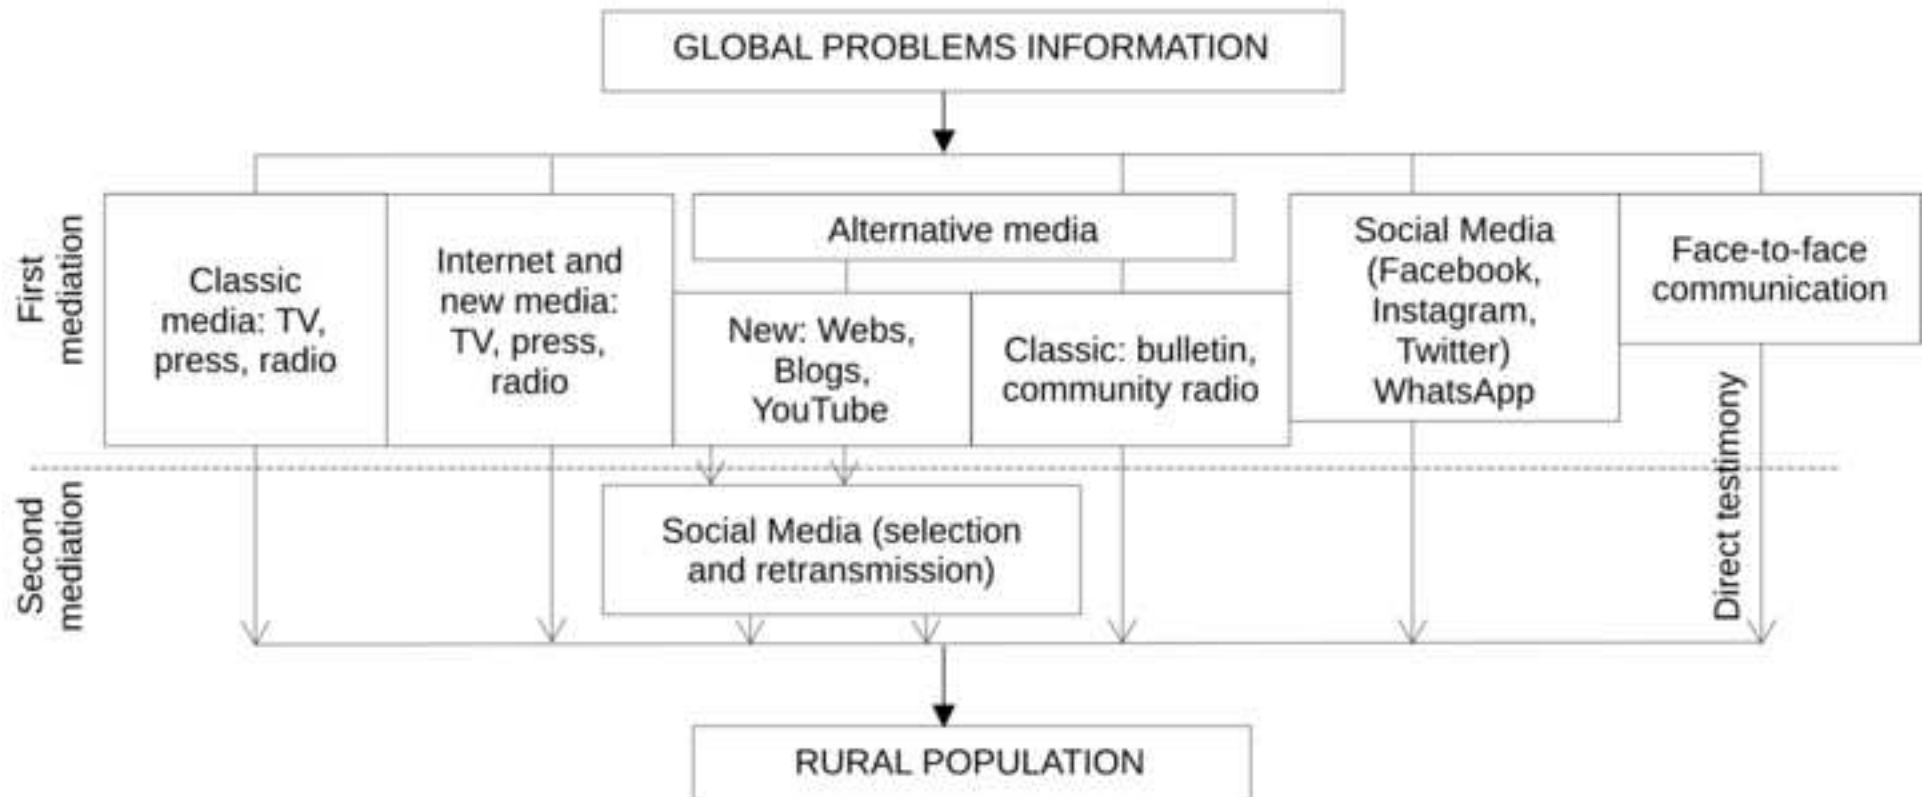 GLOBAL PROBLEMS INFORMATION
First
mediation
Classic
media: TV,
press, radio
Internet and
new media:
TV, press,
radio
Alternative media
New: Webs,
Blogs,
YouTube
Classic: bulletin,
community radio
Social Media
(Facebook,
Instagram,
Twitter)
WhatsApp
Face-to-face
communication
Direct testimony
Second
mediation
Social Media (selection
and retransmission)
RURAL POPULATION